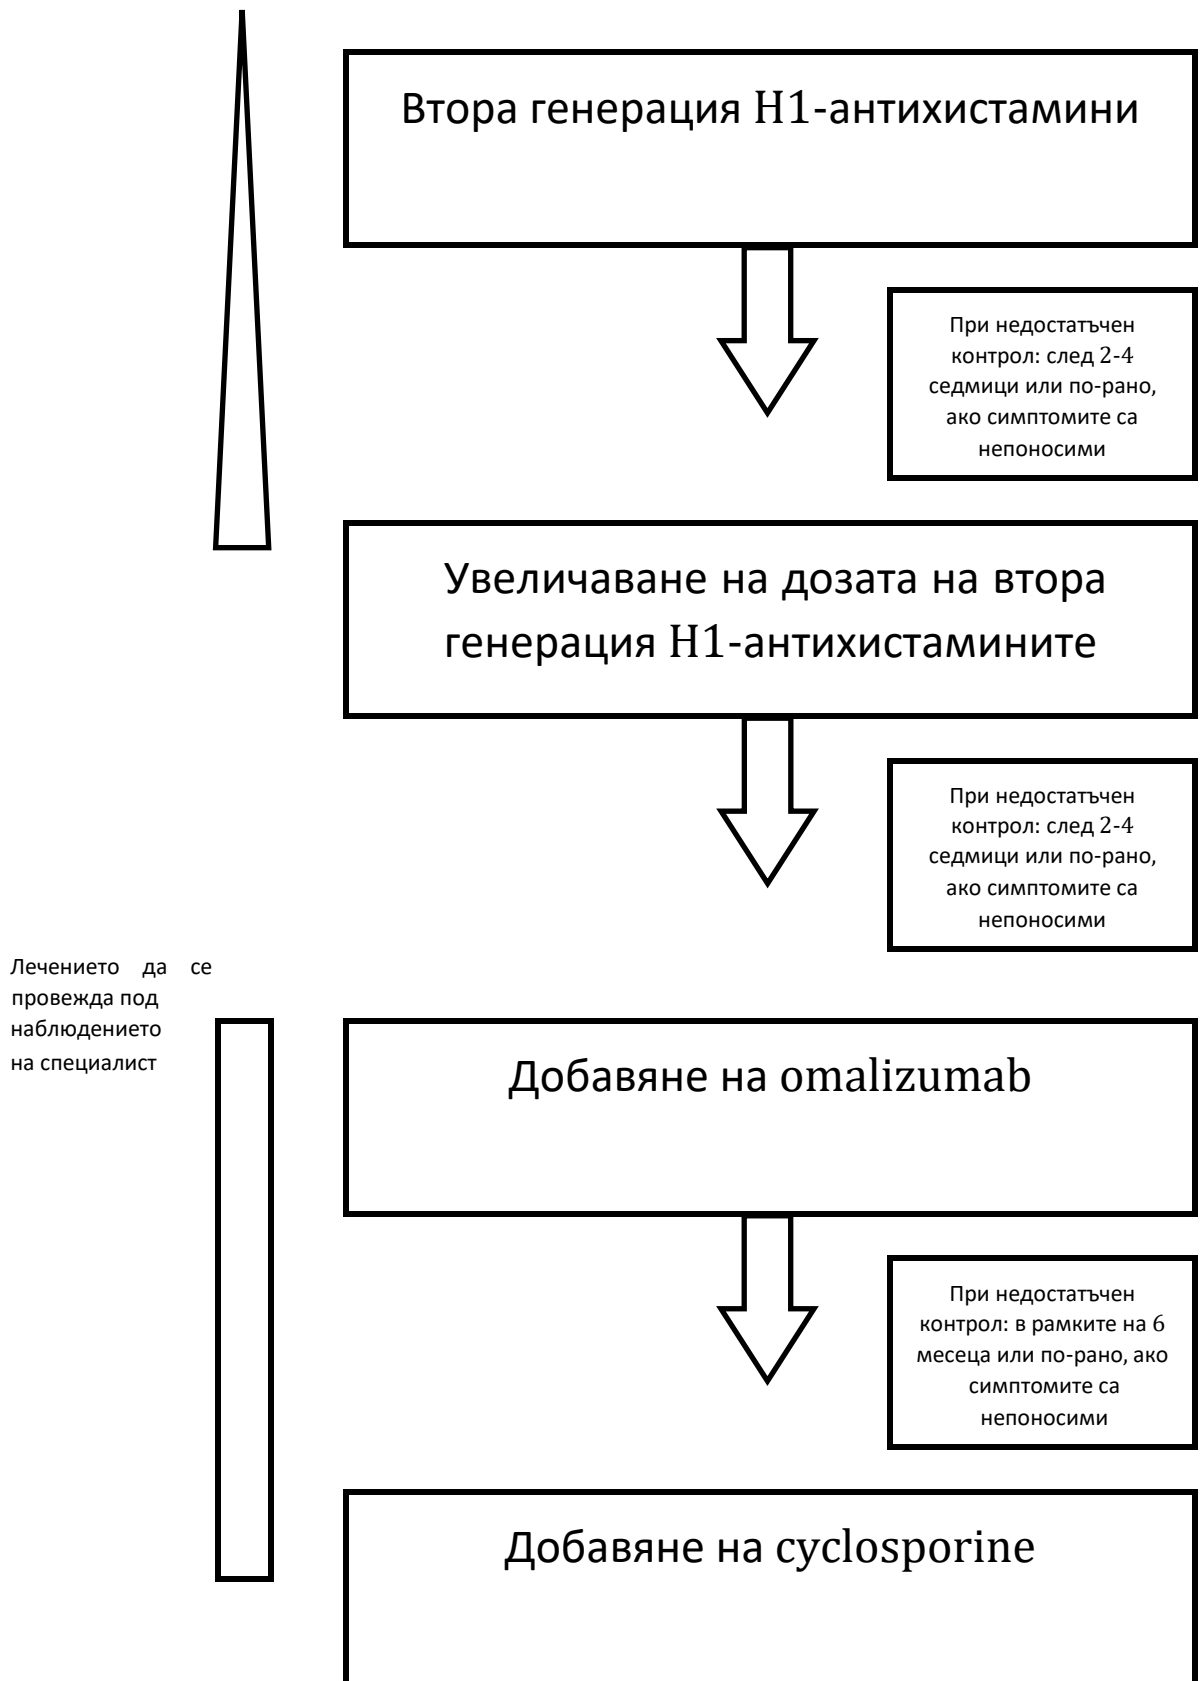 Втора генерация H1-антихистамини
При недостатъчен
контрол: след 2-4
седмици или по-рано,
ако симптомите са
непоносими
Увеличаване на дозата на втора
генерация H1-антихистамините
При недостатъчен
контрол: след 2-4
седмици или по-рано,
ако симптомите са
непоносими
Лечението да се
провежда под
наблюдението
на специалист
Добавяне на omalizumab
При недостатъчен
контрол: в рамките на 6
месеца или по-рано, ако
симптомите са
непоносими
Добавяне на cyclosporine